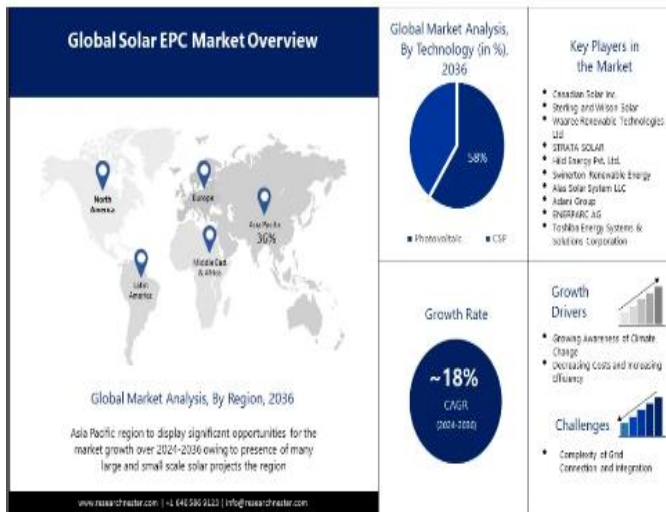 Global Solar EPC Market Overview
North
America
Europe
Asia Pacific
36%
Middle East
& Africa
Latin
America
Global Market Analysis, By Region, 2036
Asia Pacific region to display significant opportunities for the
market growth over 2024-2036 owing to presence of many
large and small scale solar projects the region
www.researchnester.com | +1 646 586 9123 | info@researchnester.com
Global Market Analysis,
By Technology (in %),
2036
58%
Photovoltaic
CSP
Growth Rate
~18%
CAGR
(2024-2036)
Key Players in
the Market
Canadian Solar Inc.
Sterling and Wilson Solar
Waaree Renewable Technologies
Ltd
STRATA SOLAR
Hild Energy Pvt. Ltd.
Swinerton Renewable Energy
Alas Solar System LLC
Adani Group
ENERPARC AG
Toshiba Energy Systems &
Solutions Corporation
Growth
Drivers
Growing Awareness of Climate
Change
Decreasing Costs and Increasing
Efficiency
Challenges
Complexity of Grid
Connection and Integration